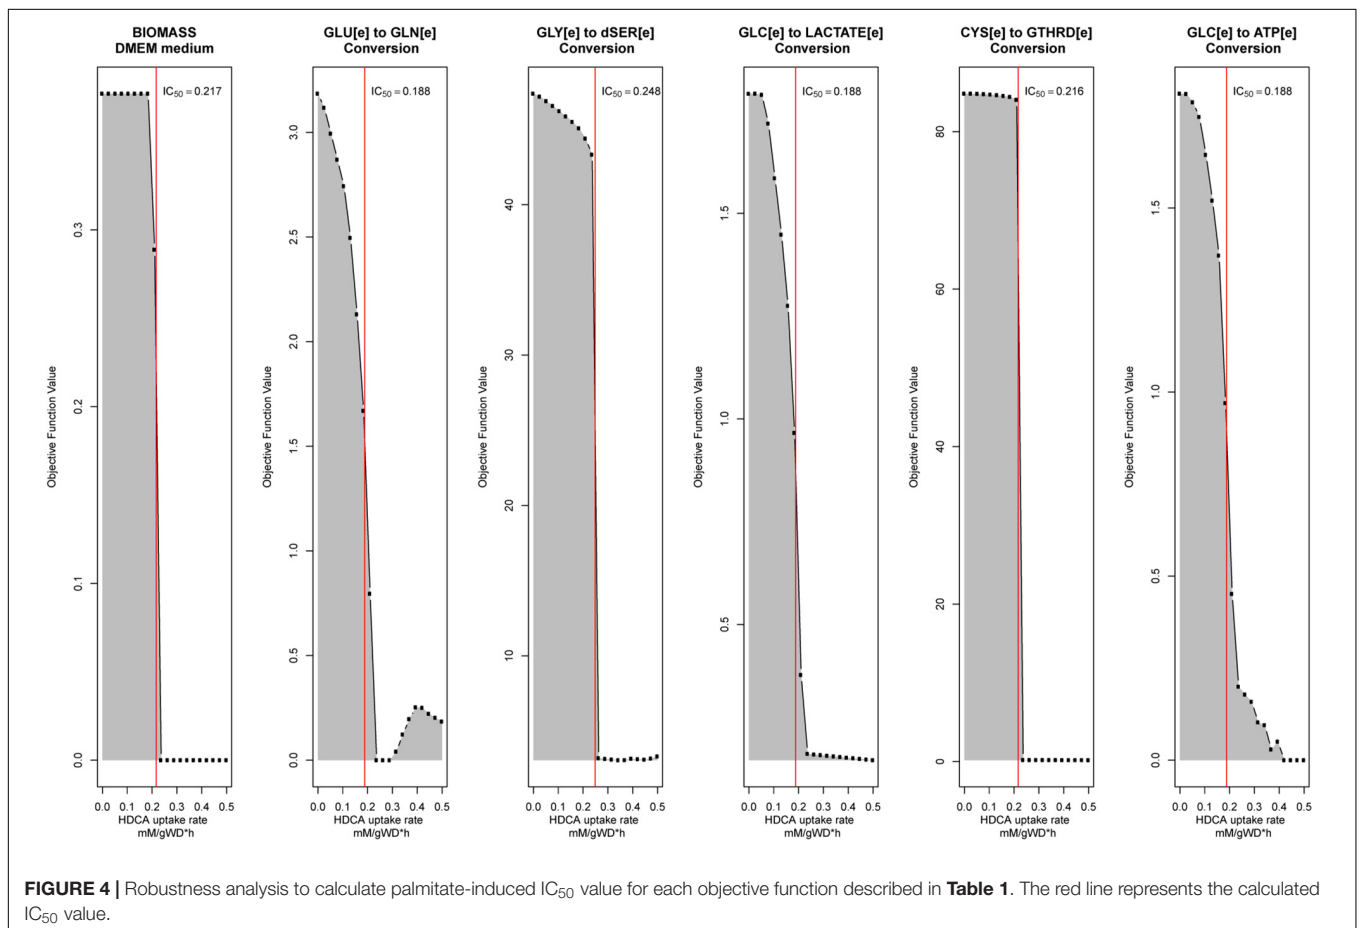 BIOMASS
DMEM medium
IC50 = 0.217
Objective Function Value
0.0
0.1
0.2
0.3
0.0 0.1 0.2 0.3 0.4 0.5
HDCA uptake rate
mM/gWD*h
GLU[e] to GLN[e]
Conversion
IC50 = 0.188
Objective Function Value
0.0
0.5
1.0
1.5
2.0
2.5
3.0
0.0 0.1 0.2 0.3 0.4 0.5
HDCA uptake rate
mM/gWD*h
GLY[e] to dSER[e]
Conversion
IC50 = 0.248
Objective Function Value
10
20
30
40
0.0 0.1 0.2 0.3 0.4 0.5
HDCA uptake rate
mM/gWD*h
GLC[e] to LACTATE[e]
Conversion
IC50 = 0.188
Objective Function Value
0.5
1.0
1.5
0.0 0.1 0.2 0.3 0.4 0.5
HDCA uptake rate
mM/gWD*h
CYS[e] to GTHRD[e]
Conversion
IC50 = 0.216
Objective Function Value
0
20
40
60
80
0.0 0.1 0.2 0.3 0.4 0.5
HDCA uptake rate
mM/gWD*h
GLC[e] to ATP[e]
Conversion
IC50 = 0.188
Objective Function Value
0.0
0.5
1.0
1.5
0.0 0.1 0.2 0.3 0.4 0.5
HDCA uptake rate
mM/gWD*h
FIGURE 4 | Robustness analysis to calculate palmitate-induced IC50 value for each objective function described in Table 1. The red line represents the calculated
IC50 value.